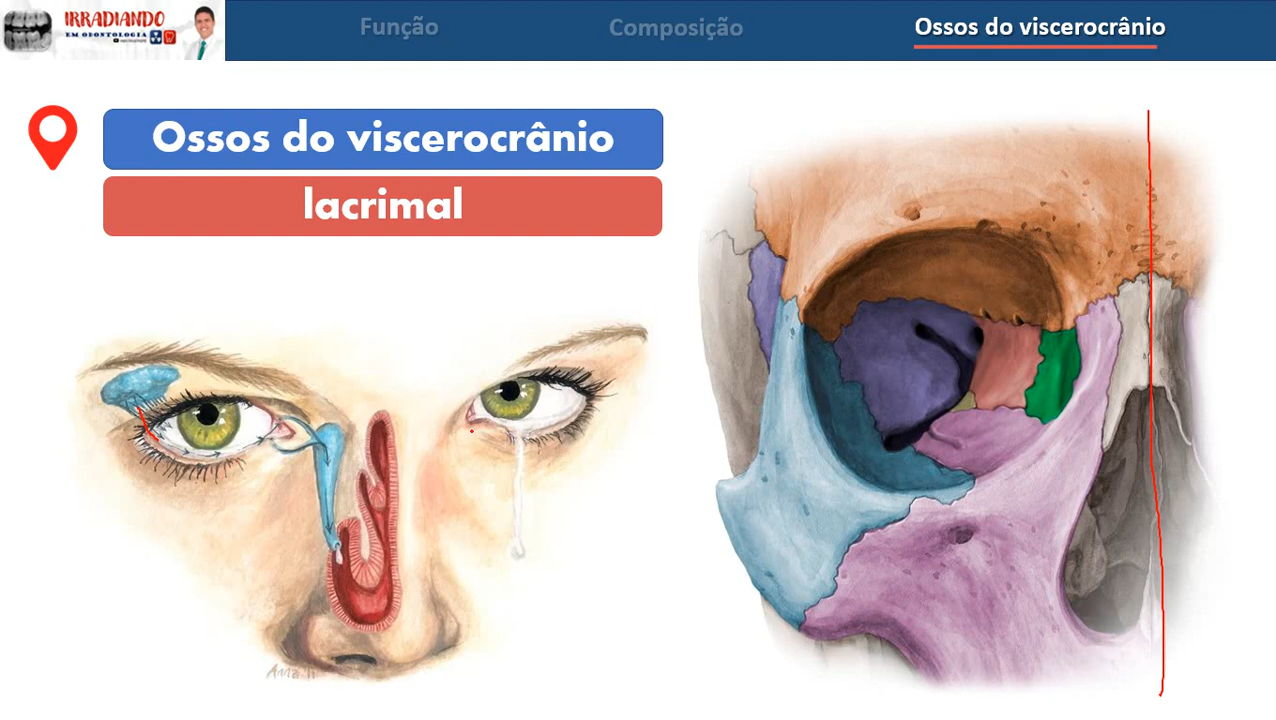 IRRADIANDO
EM ODONTOLOGIA
Função
Composição
Ossos do viscerocrânio
Ossos do viscerocrânio
lacrimal